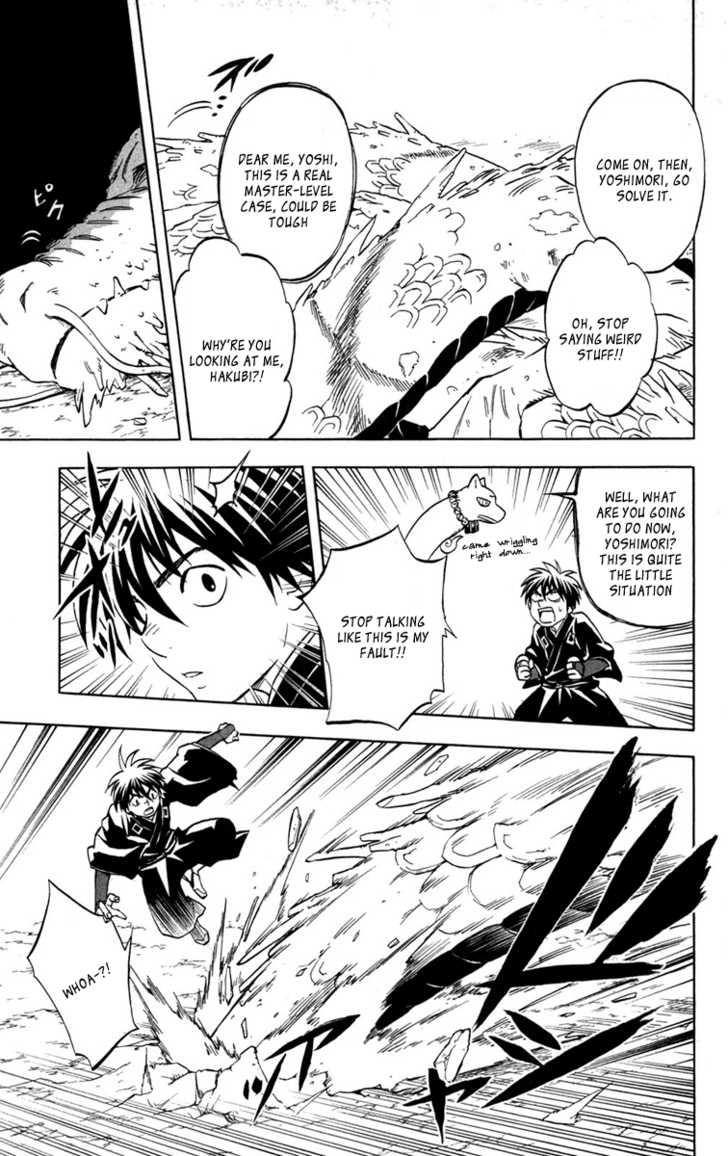 COME ON, THEN,
YOSHIMORI, GO
SOLVE IT.
DEAR ME, YOSHI,
THIS IS A REAL
MASTER-LEVEL
CASE, COULD BE
TOUGH
OH, STOP
SAYING WEIRD
STUFF!!
WHY'RE YOU
LOOKING AT ME,
HAKUBI?!
ピク
WELL, WHAT
ARE YOU GOING
TO DO NOW,
YOSHIMORI?
THIS IS QUITE
THE LITTLE
SITUATION
came wriggling
right down...
STOP TALKING
LIKE THIS IS MY
FAULT!!
WHOA-?!